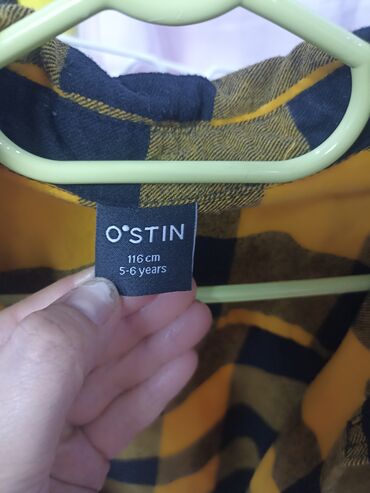 O'STIN
116 cm
5-6 years